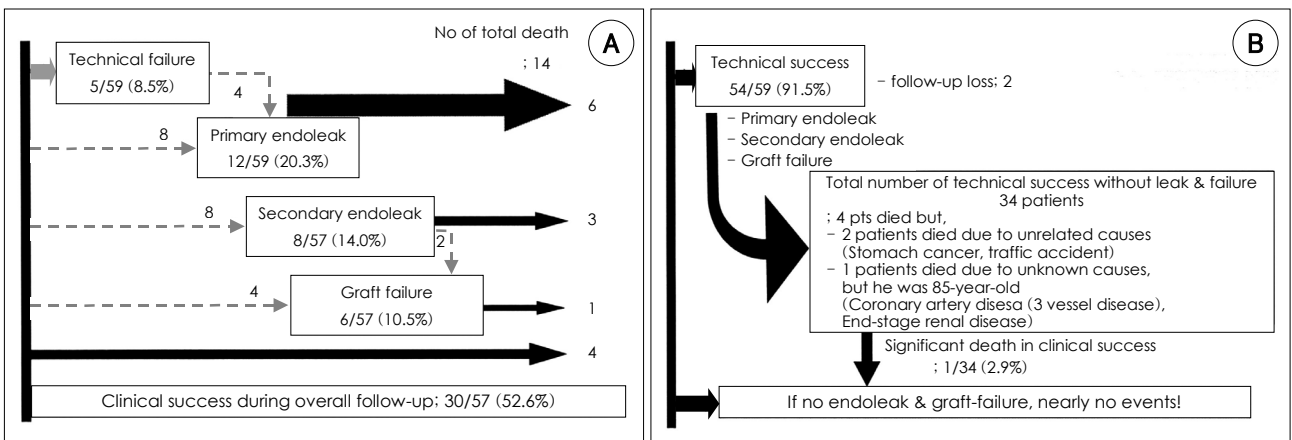 No of total death
; 14
A
Technical failure
5/59 (8.5%)
4
6
8
Primary endoleak
12/59 (20.3%)
8
Secondary endoleak
8/57 (14.0%)
3
2
4
Graft failure
6/57 (10.5%)
1
4
Clinical success during overall follow-up; 30/57 (52.6%)
B
Technical success
54/59 (91.5%)
– follow-up loss; 2
– Primary endoleak
– Secondary endoleak
– Graft failure
Total number of technical success without leak & failure
34 patients
; 4 pts died but,
– 2 patients died due to unrelated causes
(Stomach cancer, traffic accident)
– 1 patients died due to unknown causes,
but he was 85-year-old
(Coronary artery disesa (3 vessel disease),
End-stage renal disease)
Significant death in clinical success
; 1/34 (2.9%)
If no endoleak & graft-failure, nearly no events!